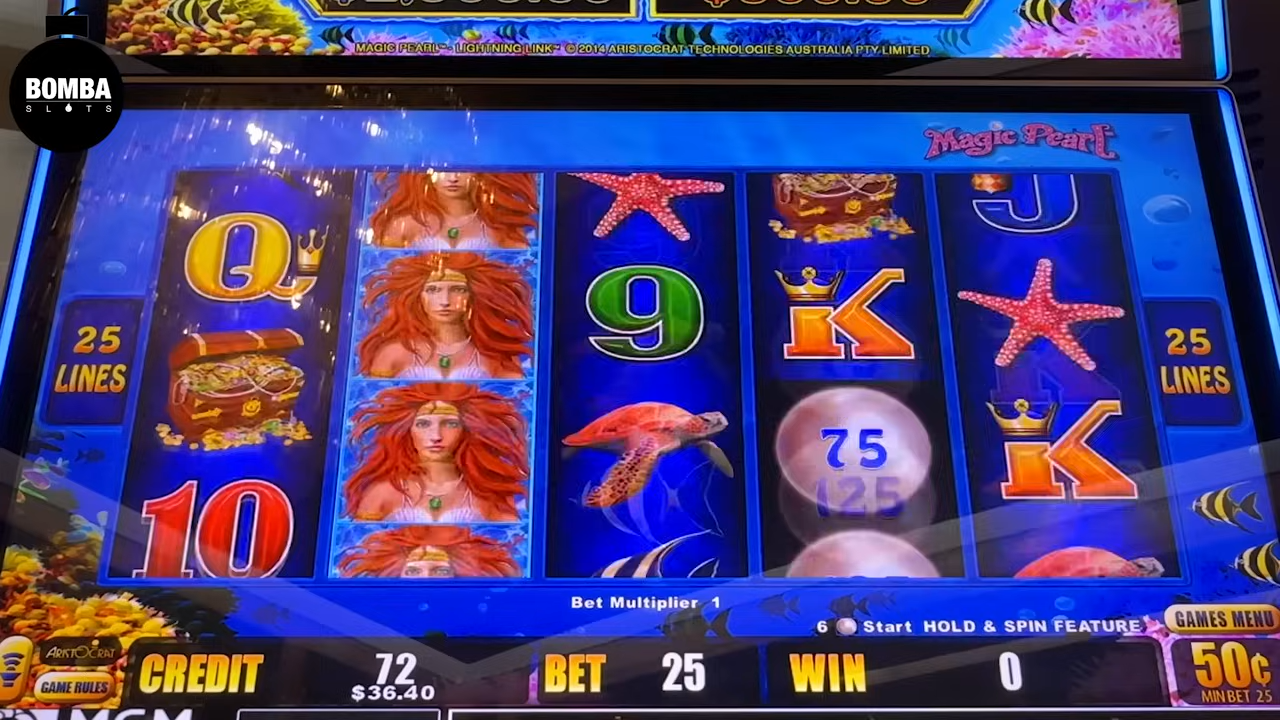 MAGIC PEARL™ - LIGHTNING LINK™ © 2014 ARISTOCRAT TECHNOLOGIES AUSTRALIA PTY LIMITED
BOMBA
SLOTS
Magic Pearl
J
Q
9
K
25
LINES
25
LINES
75
125
K
10
Bet Multiplier 1
6 Start HOLD & SPIN FEATURE
GAMES MENU
ARISTOCRAT
GAME RULES
CREDIT
72
$36.40
BET
25
WIN
0
50¢
MIN BET 25
MGM